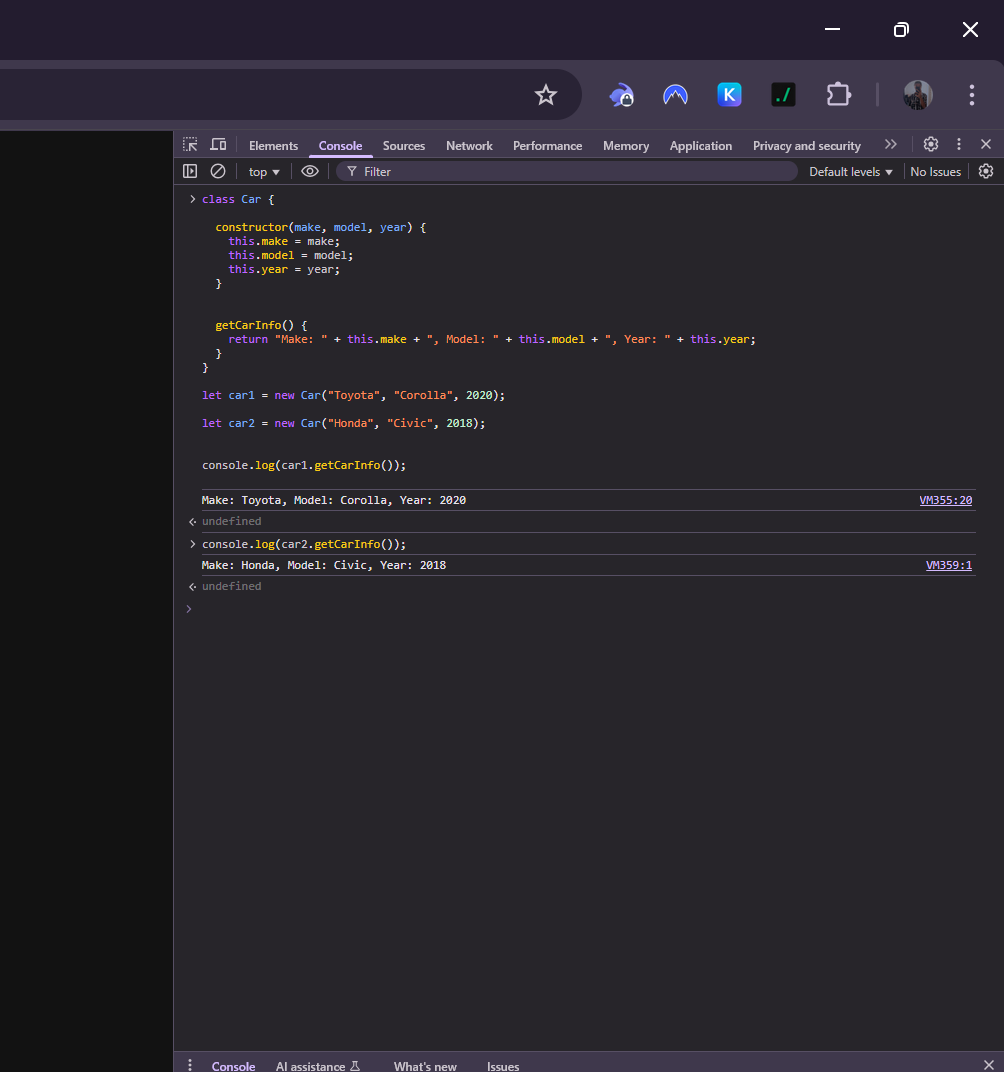 K
./
Elements Console Sources Network Performance Memory Application Privacy and security
top Filter Default levels No Issues
class Car {
constructor(make, model, year) {
this.make = make;
this.model = model;
this.year = year;
}
getCarInfo() {
return "Make: " + this.make + ", Model: " + this.model + ", Year: " + this.year;
}
}
let car1 = new Car("Toyota", "Corolla", 2020);
let car2 = new Car("Honda", "Civic", 2018);
console.log(car1.getCarInfo());
Make: Toyota, Model: Corolla, Year: 2020 VM355:20
undefined
console.log(car2.getCarInfo());
Make: Honda, Model: Civic, Year: 2018 VM359:1
undefined
Console AI assistance What's new Issues